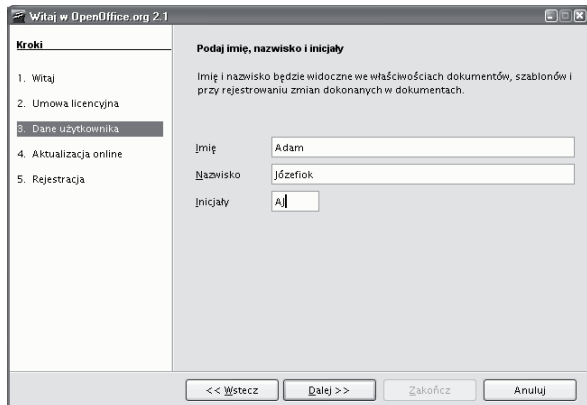 Witaj w OpenOffice.org 2.1
Kroki
1. Witaj
2. Umowa licencyjna
3. Dane użytkownika
4. Aktualizacja online
5. Rejestracja
Podaj imię, nazwisko i inicjały
Imię i nazwisko będzie widoczne we właściwościach dokumentów, szablonów i
przy rejestrowaniu zmian dokonanych w dokumentach.
Imię Adam
Nazwisko Józefiok
Inicjały AJ
<< Wstecz Dalej >> Zakończ Anuluj